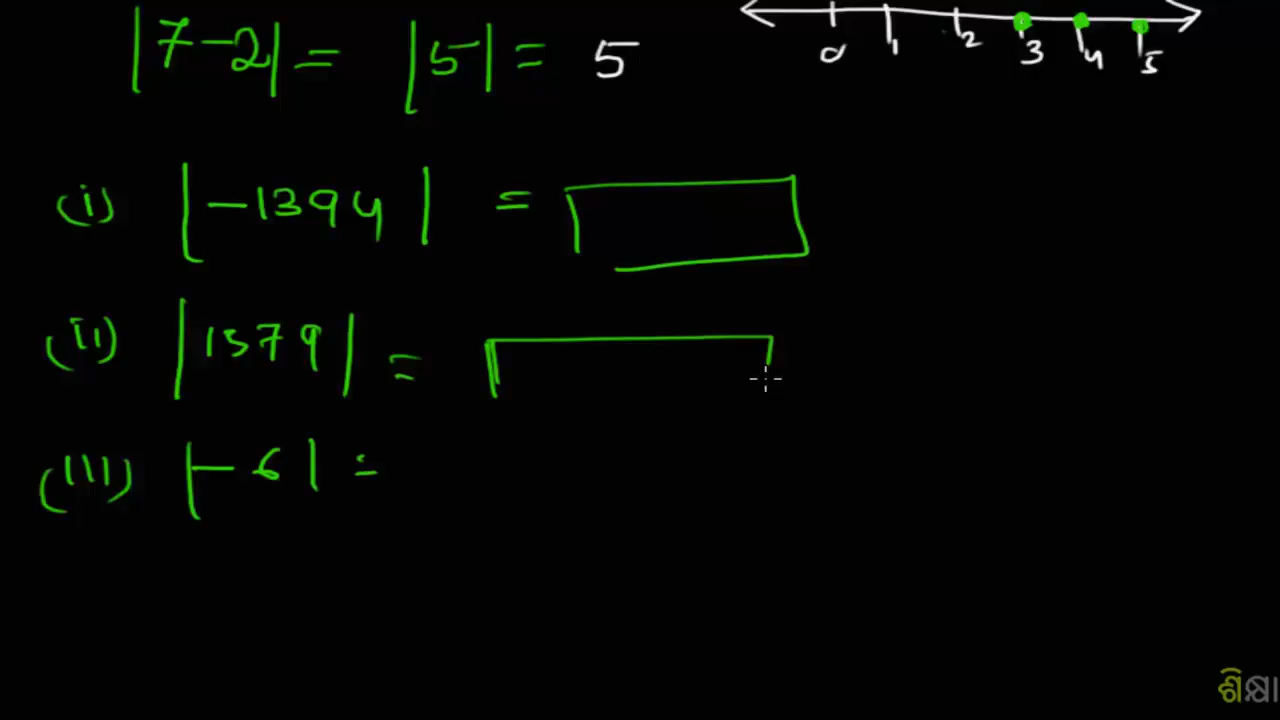 |7-2| = |5| = 5
0 1 2 3 4 5
(i) |-1394| =
(ii) |1579| =
(iii) |-6| =
ଶିକ୍ଷା